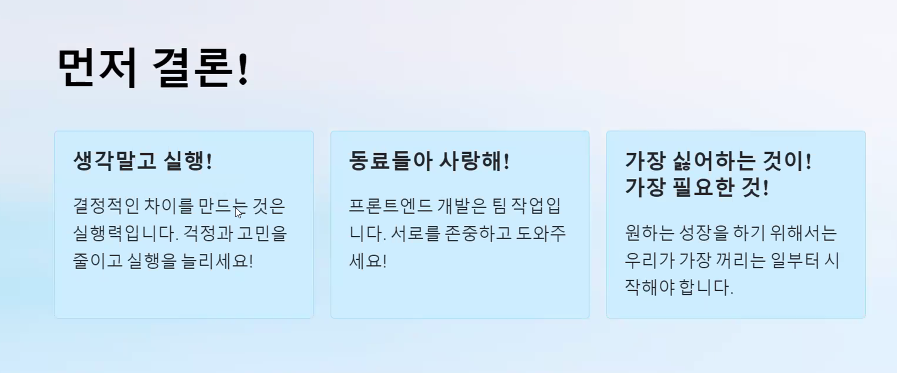 먼저 결론!
생각말고 실행!
결정적인 차이를 만드는 것은
실행력입니다. 걱정과 고민을
줄이고 실행을 늘리세요!
동료들아 사랑해!
프론트엔드 개발은 팀 작업입
니다. 서로를 존중하고 도와주
세요!
가장 싫어하는 것이!
가장 필요한 것!
원하는 성장을 하기 위해서는
우리가 가장 꺼리는 일부터 시
작해야 합니다.